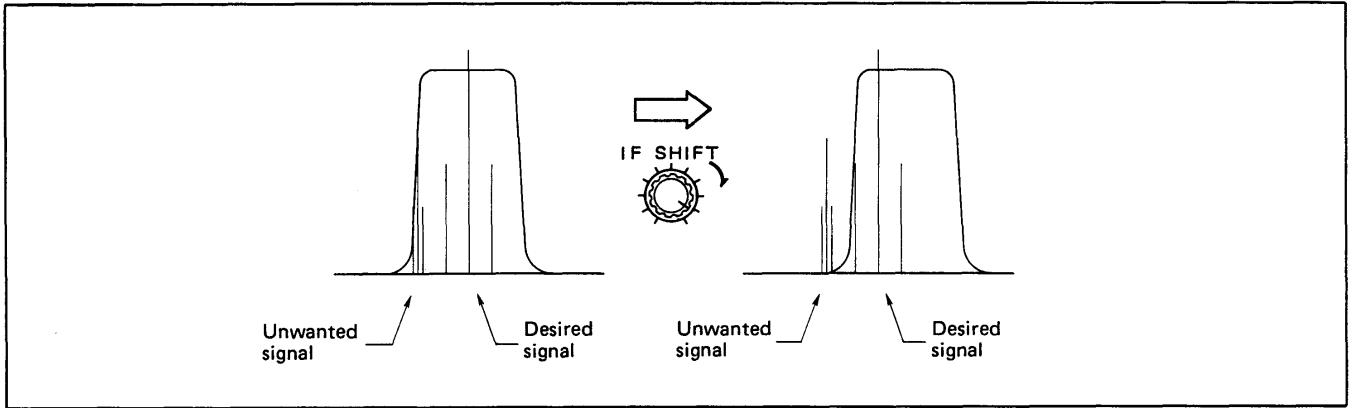 IF SHIFT
Unwanted
signal
Desired
signal
Unwanted
signal
Desired
signal